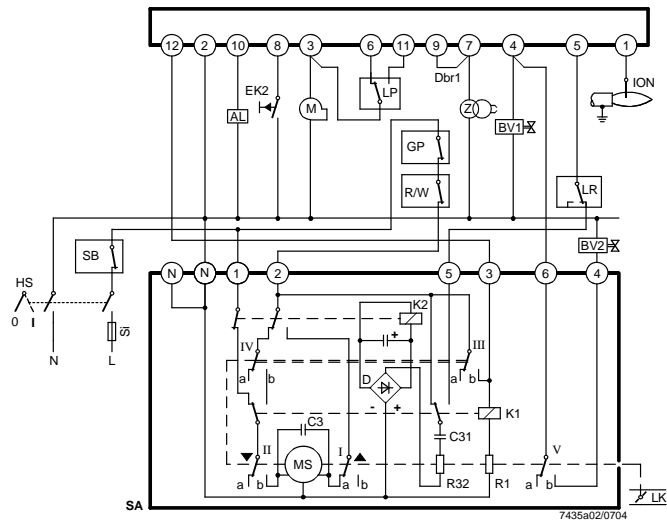 12 2 10 8 3 6 11 9 7 4 5 1
Dbr1
ION
EK2
LP
AL
M
Z
BV1
GP
R/W
LR
SB
BV2
HS
N N 1 2 5 3 6 4
0 I
Si
K2
+
IV
III
N L
a b
a b
D
- +
K1
C3
C31
II
I
V
MS
a b
a b
R32
R1
a b
LK
SA
7435a02/0704